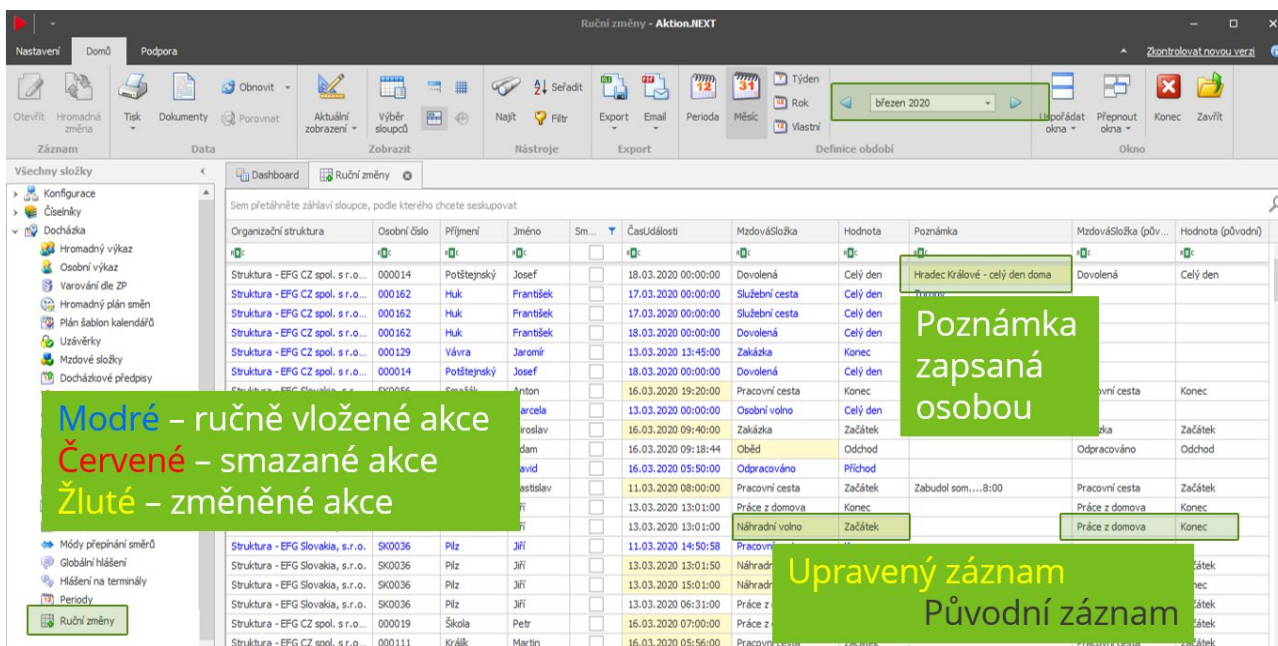 Ruční změny - Aktion.NEXT
Nastavení Domů Podpora Zkontrolovat novou verzi
Otevřít Hromadná změna Tisk Dokumenty Obnovit Porovnat Aktuální zobrazení Výběr sloupců Najít Seřadit Filtr Export Email Perioda Měsíc Týden Rok Vlastní březen 2020 Uspořádat okna Přepnout okna Konec Zavřít
Záznam Data Zobrazit Nástroje Export Definice období Okno
Všechny složky
Konfigurace
Číselníky
Docházka
Hromadný výkaz
Osobní výkaz
Varování dle ZP
Hromadný plán směn
Plán šablon kalendářů
Uzávěrky
Mzdové složky
Docházkové předpisy
Módy přepínání směrů
Globální hlášení
Hlášení na terminály
Periody
Ruční změny
Dashboard Ruční změny
Sem přetáhněte záhlaví sloupce, podle kterého chcete seskupovat
Organizační struktura Osobní číslo Příjmení Jméno Sm... ČasUdálosti MzdováSložka Hodnota Poznámka MzdováSložka (pův... Hodnota (původní)
Struktura - EFG CZ spol. s r.o... 000014 Potštejnský Josef 18.03.2020 00:00:00 Dovolená Celý den Hradec Králové - celý den doma Dovolená Celý den
Struktura - EFG CZ spol. s r.o... 000162 Huk František 17.03.2020 00:00:00 Služební cesta Celý den
Struktura - EFG CZ spol. s r.o... 000162 Huk František 17.03.2020 00:00:00 Služební cesta Celý den
Struktura - EFG CZ spol. s r.o... 000162 Huk František 18.03.2020 00:00:00 Dovolená Celý den
Struktura - EFG CZ spol. s r.o... 000129 Vávra Jaromír 13.03.2020 13:45:00 Zakázka Konec
Struktura - EFG CZ spol. s r.o... 000014 Potštejnský Josef 18.03.2020 00:00:00 Dovolená Celý den
Struktura - EFG Slovakia, s.r... SK0056 Smažák Anton 16.03.2020 19:20:00 Pracovní cesta Konec Konec
13.03.2020 00:00:00 Osobní volno Celý den
16.03.2020 09:40:00 Zakázka Začátek Začátek
16.03.2020 09:18:44 Oběd Odchod Odpracováno Odchod
16.03.2020 05:50:00 Odpracováno Příchod
11.03.2020 08:00:00 Pracovní cesta Začátek Zabudol som....8:00 Pracovní cesta Začátek
13.03.2020 13:01:00 Práce z domova Konec Práce z domova Konec
13.03.2020 13:01:00 Náhradní volno Začátek Práce z domova Konec
Struktura - EFG Slovakia, s.r.o. SK0036 Pilz Jiří 11.03.2020 14:50:58
Struktura - EFG Slovakia, s.r.o. SK0036 Pilz Jiří 13.03.2020 13:01:50
Struktura - EFG Slovakia, s.r.o. SK0036 Pilz Jiří 13.03.2020 15:01:00
Struktura - EFG Slovakia, s.r.o. SK0036 Pilz Jiří 13.03.2020 06:31:00 Práce
Struktura - EFG CZ spol. s r.o... 000019 Šikola Petr 16.03.2020 07:00:00 Práce
Struktura - EFG CZ spol. s r.o... 000111 Králík Martin 16.03.2020 05:56:00 Pracovní cesta Začátek Pracovní cesta Začátek
Poznámka
zapsaná
osobou
Modré – ručně vložené akce
Červené – smazané akce
Žluté – změněné akce
Upravený záznam
Původní záznam